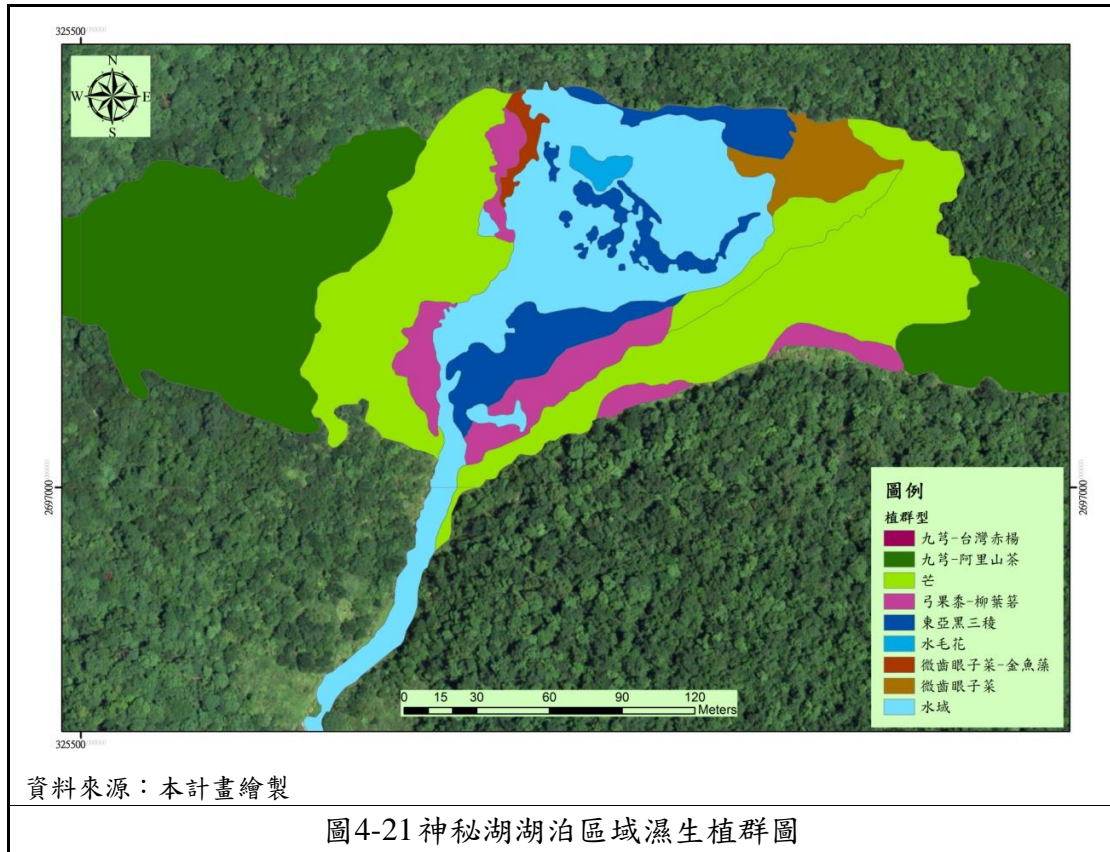 325500.000000
N
W E
S
2697000.000000
2697000.000000
圖例
植群型
九芎-台灣赤楊
九芎-阿里山茶
芒
弓果黍-柳葉箬
東亞黑三稜
水毛花
微齒眼子菜-金魚藻
微齒眼子菜
水域
0 15 30 60 90 120
Meters
325500.000000
資料來源：本計畫繪製
圖4-21神秘湖湖泊區域濕生植群圖